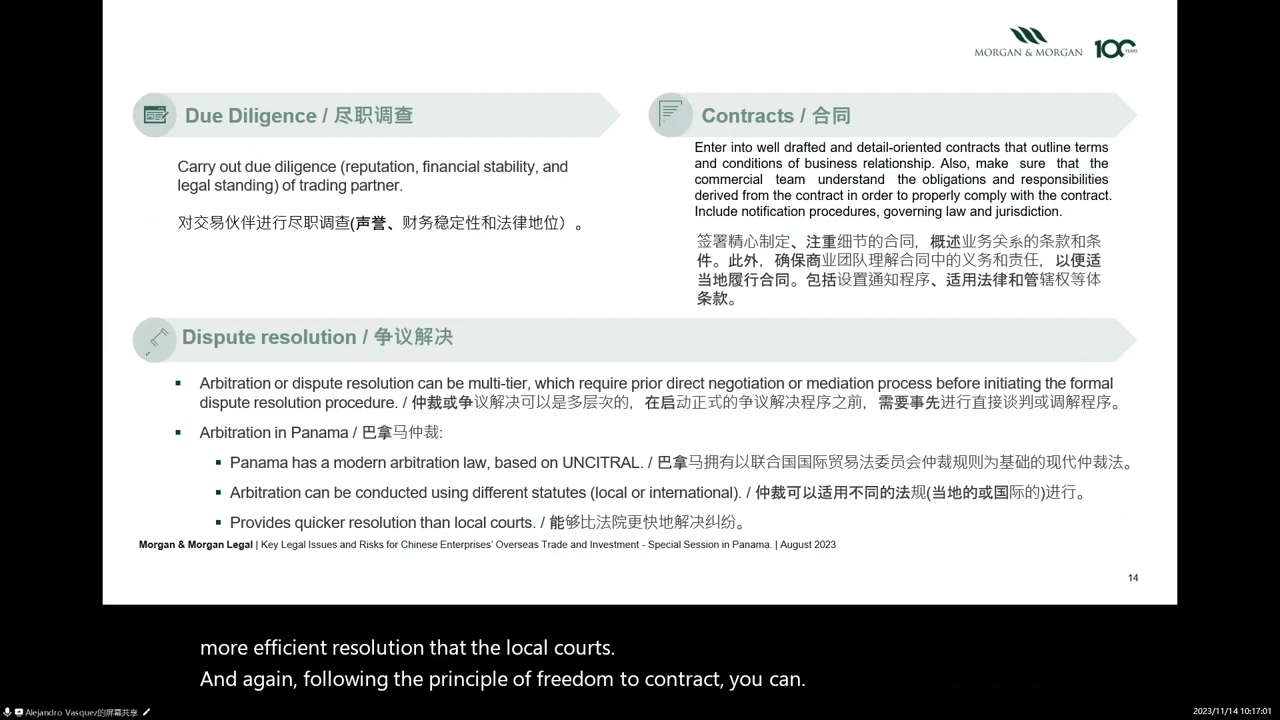 MORGAN & MORGAN 100 YEARS
Due Diligence / 尽职调查
Carry out due diligence (reputation, financial stability, and
legal standing) of trading partner.
对交易伙伴进行尽职调查(声誉、财务稳定性和法律地位）。
Contracts / 合同
Enter into well drafted and detail-oriented contracts that outline terms
and conditions of business relationship. Also, make sure that the
commercial team understand the obligations and responsibilities
derived from the contract in order to properly comply with the contract.
Include notification procedures, governing law and jurisdiction.
签署精心制定、注重细节的合同，概述业务关系的条款和条
件。此外，确保商业团队理解合同中的义务和责任，以便适
当地履行合同。包括设置通知程序、适用法律和管辖权等体
条款。
Dispute resolution / 争议解决
▪ Arbitration or dispute resolution can be multi-tier, which require prior direct negotiation or mediation process before initiating the formal
dispute resolution procedure. / 仲裁或争议解决可以是多层次的，在启动正式的争议解决程序之前，需要事先进行直接谈判或调解程序。
▪ Arbitration in Panama / 巴拿马仲裁:
▪ Panama has a modern arbitration law, based on UNCITRAL. / 巴拿马拥有以联合国国际贸易法委员会仲裁规则为基础的现代仲裁法。
▪ Arbitration can be conducted using different statutes (local or international). / 仲裁可以适用不同的法规(当地的或国际的)进行。
▪ Provides quicker resolution than local courts. / 能够比法院更快地解决纠纷。
Morgan & Morgan Legal | Key Legal Issues and Risks for Chinese Enterprises' Overseas Trade and Investment - Special Session in Panama. | August 2023
14
more efficient resolution that the local courts.
And again, following the principle of freedom to contract, you can.
Alejandro Vasquez的屏幕共享
2023/11/14 10:17:01